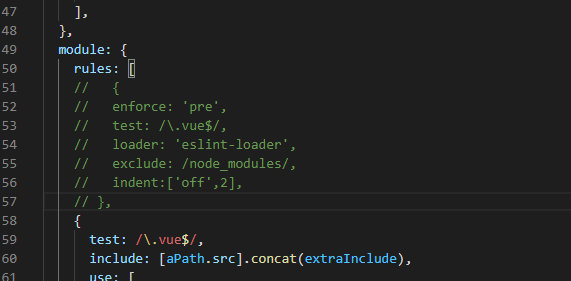 47 ],
48 },
49 module: {
50 rules: [
51 // {
52 // enforce: 'pre',
53 // test: /\.vue$/,
54 // loader: 'eslint-loader',
55 // exclude: /node_modules/,
56 // indent:['off',2],
57 // },
58 {
59 test: /\.vue$/,
60 include: [aPath.src].concat(extraInclude),
61 use: [